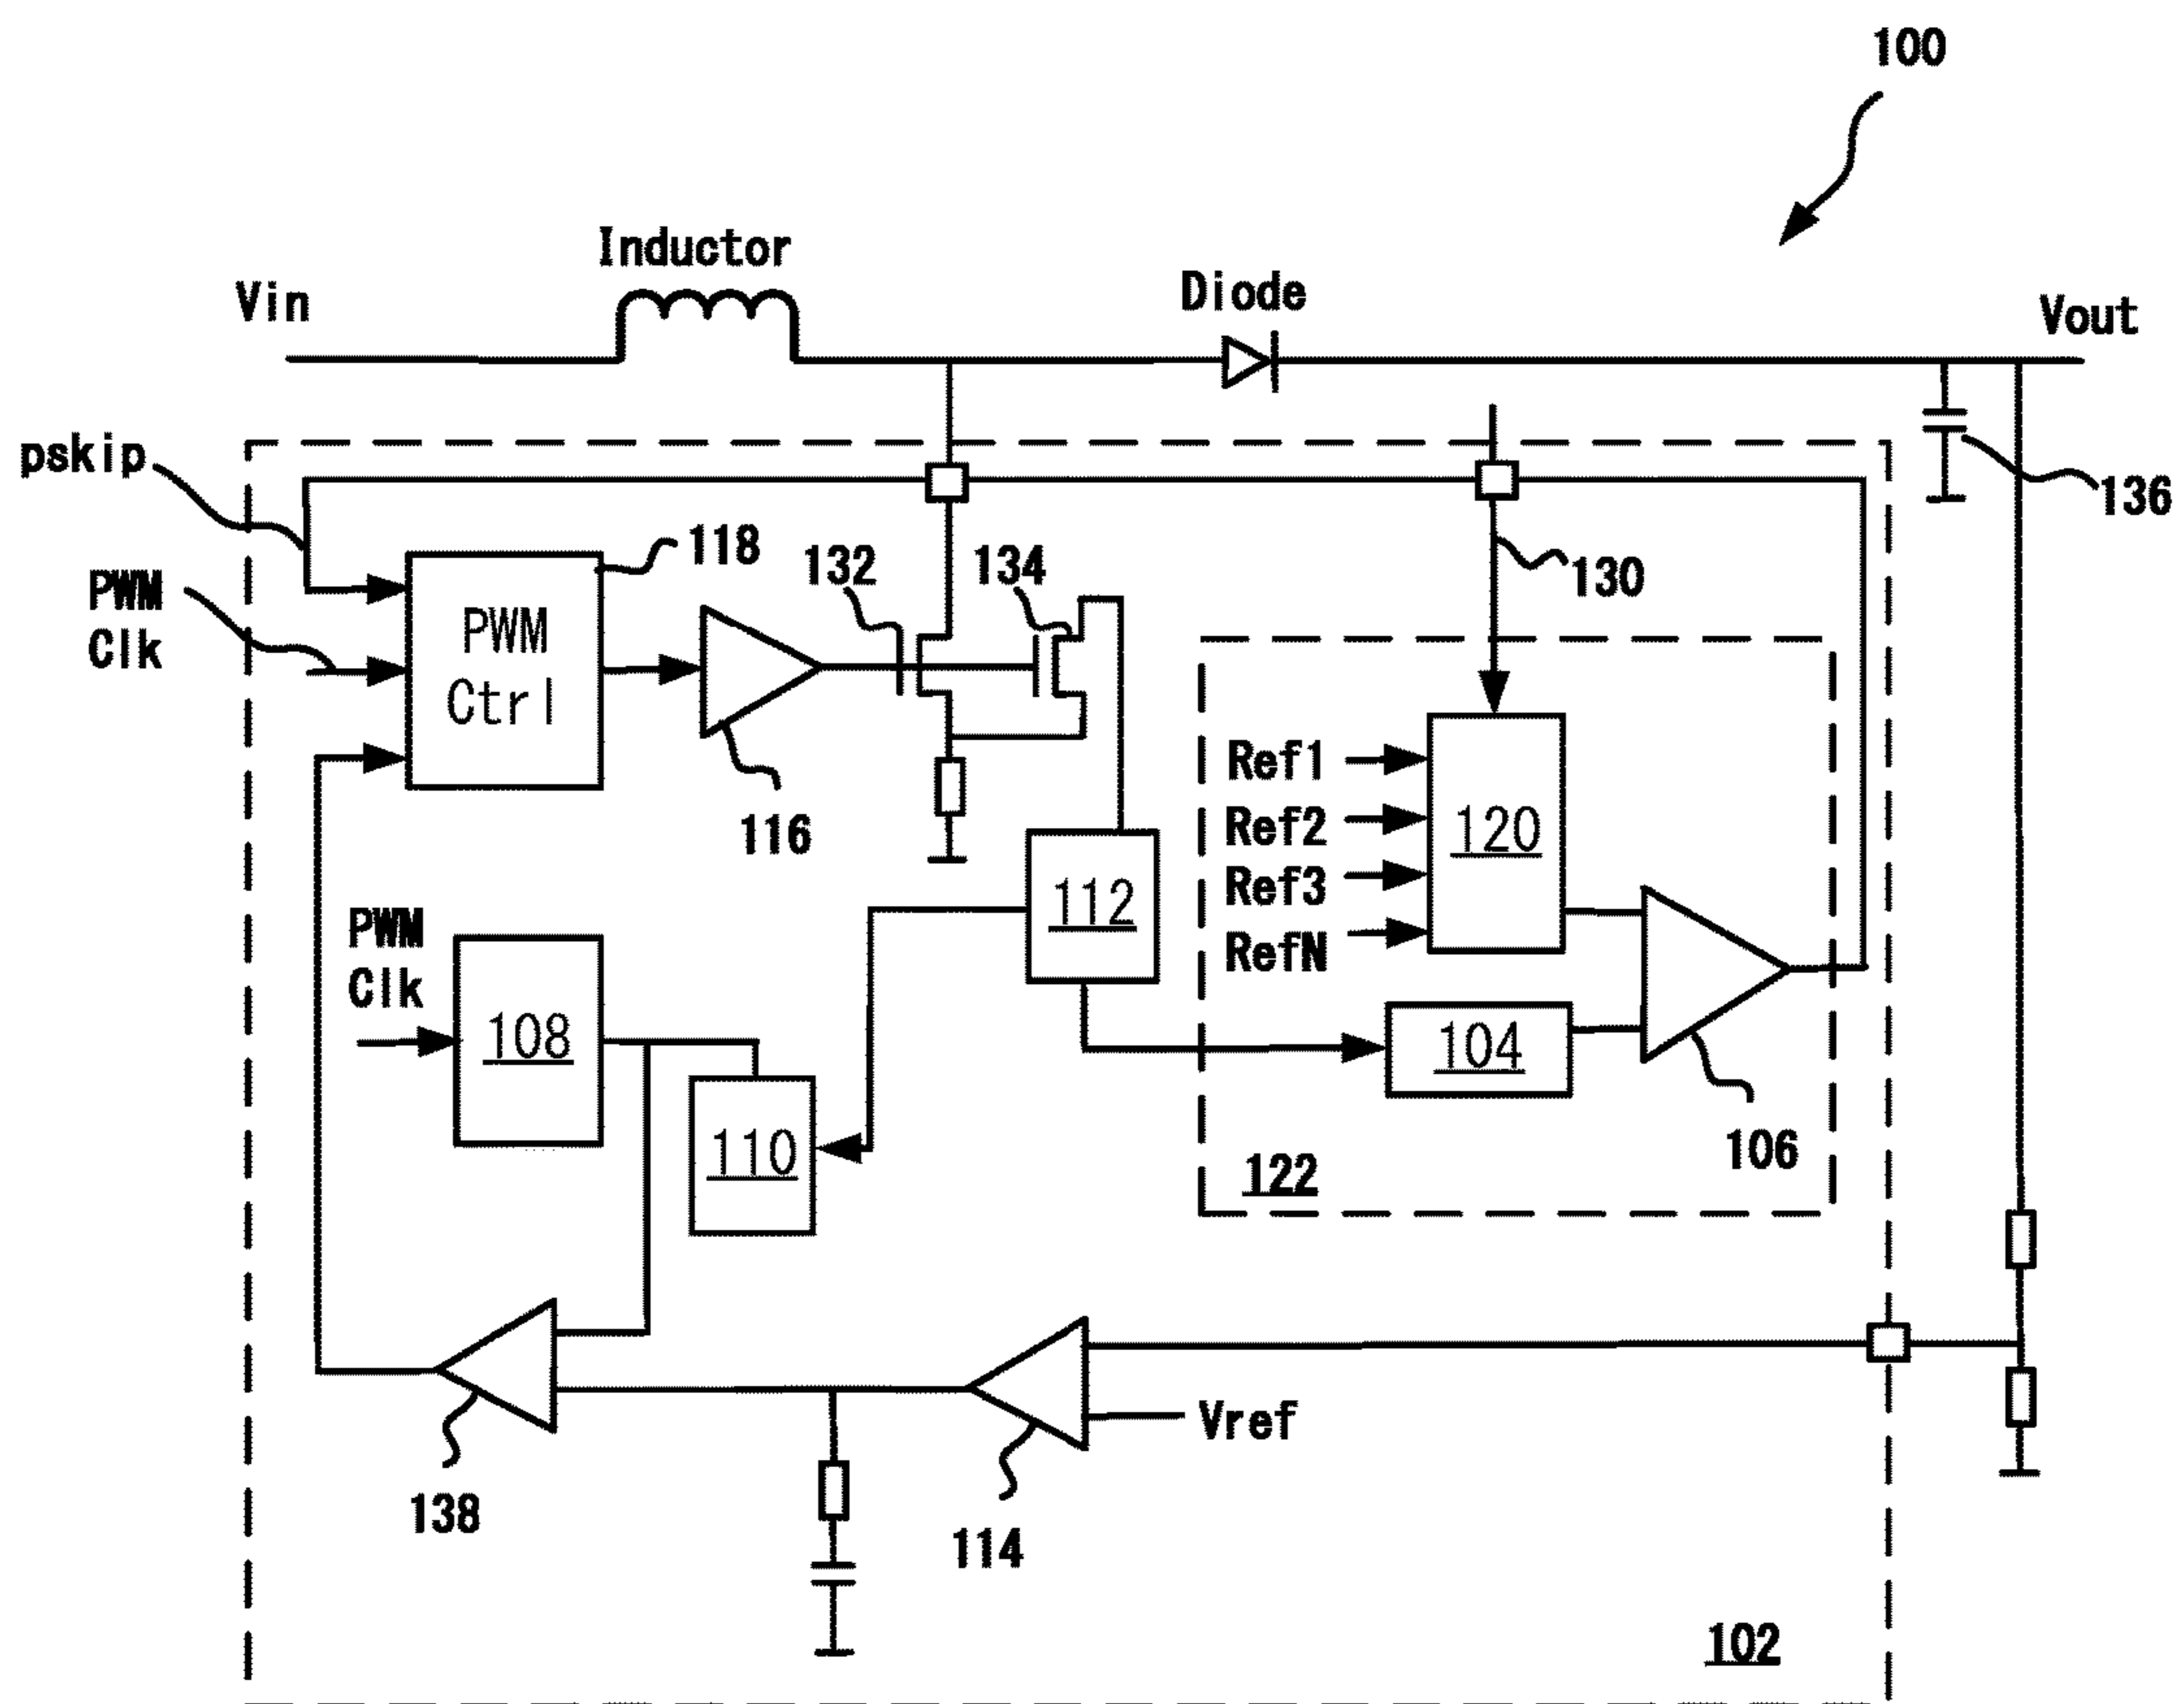 100
Inductor
Vin
Diode
Vout
pskip
136
118
132
134
130
PWM
Clk
PWM
Ctrl
Ref1
Ref2
Ref3
RefN
120
116
112
PWM
Clk
108
104
110
106
122
Vref
138
114
102